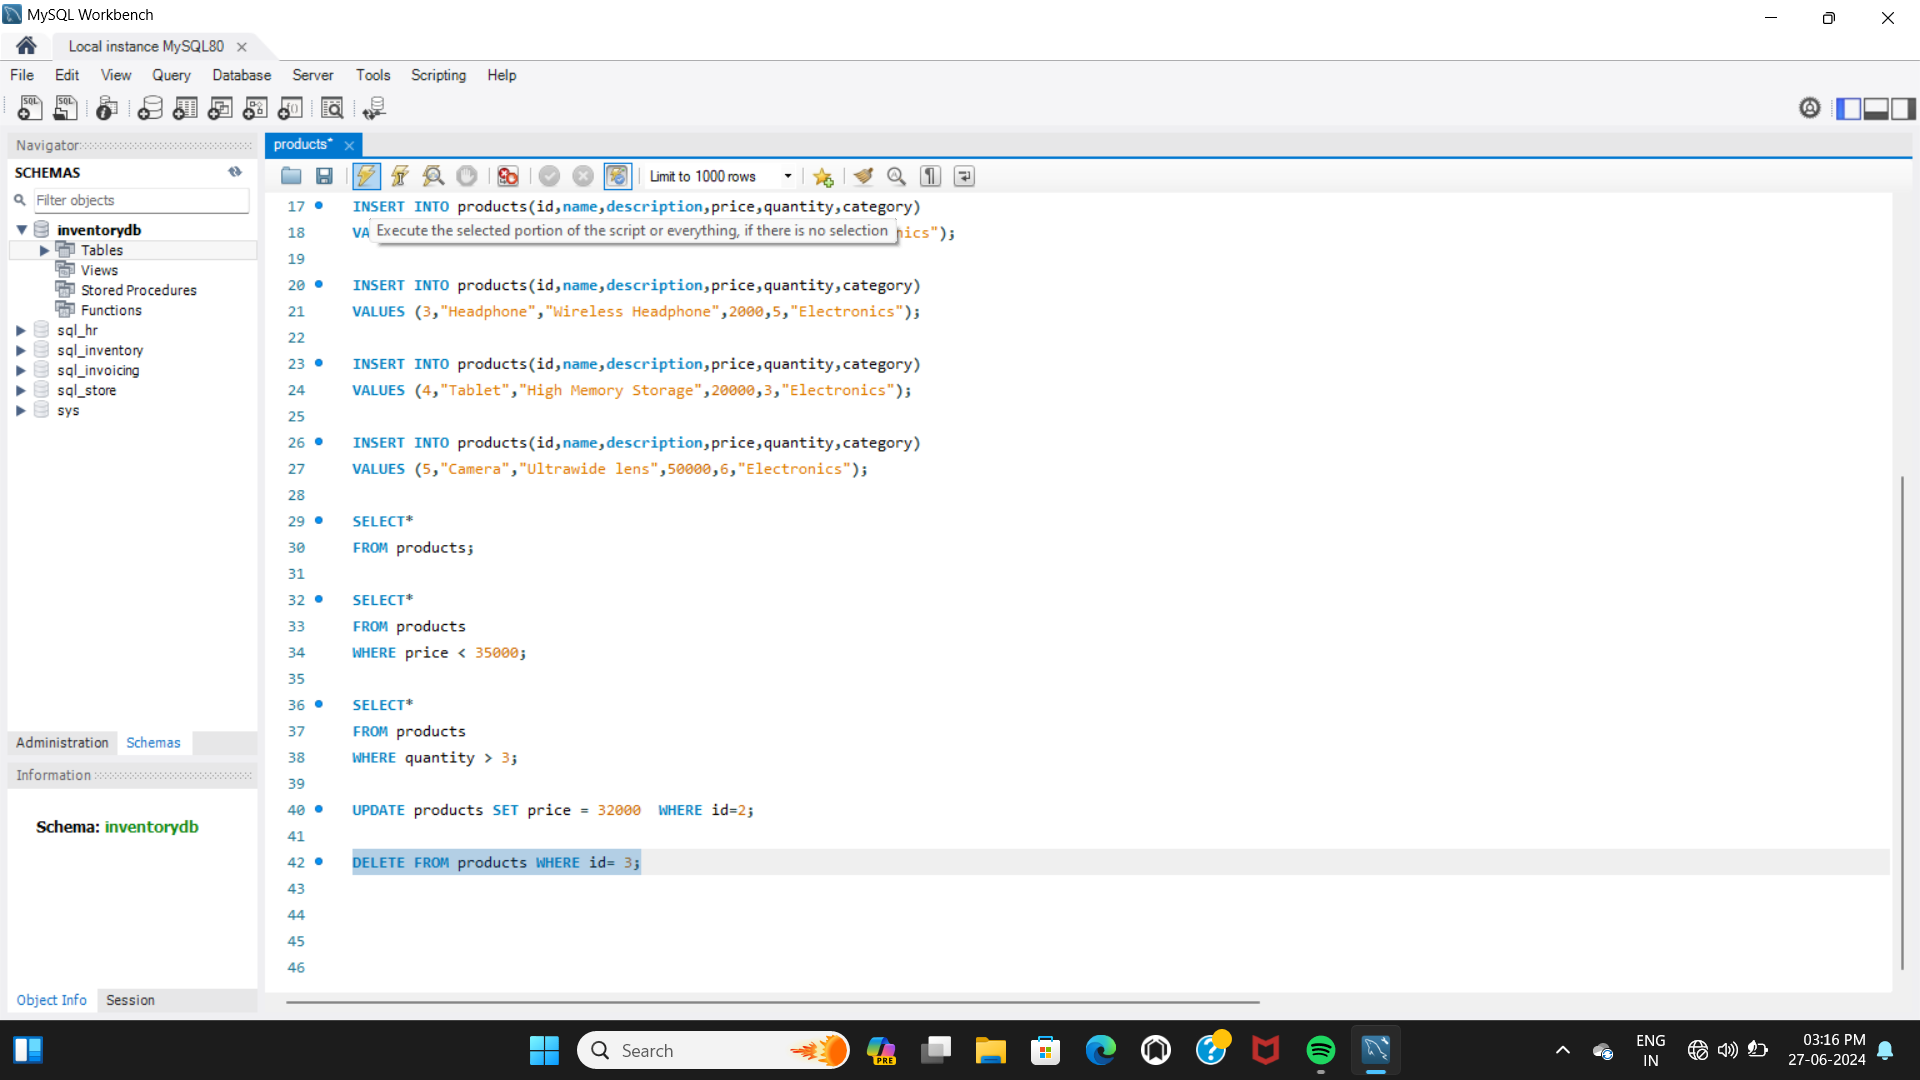 MySQL Workbench
Local instance MySQL80
File Edit View Query Database Server Tools Scripting Help
Navigator
SCHEMAS
Filter objects
inventorydb
Tables
Views
Stored Procedures
Functions
sql_hr
sql_inventory
sql_invoicing
sql_store
sys
Administration Schemas
Information
Schema: inventorydb
Object Info Session
products*
Limit to 1000 rows
17 INSERT INTO products(id,name,description,price,quantity,category)
Execute the selected portion of the script or everything, if there is no selection
18 VA nics");
19
20 INSERT INTO products(id,name,description,price,quantity,category)
21 VALUES (3,"Headphone","Wireless Headphone",2000,5,"Electronics");
22
23 INSERT INTO products(id,name,description,price,quantity,category)
24 VALUES (4,"Tablet","High Memory Storage",20000,3,"Electronics");
25
26 INSERT INTO products(id,name,description,price,quantity,category)
27 VALUES (5,"Camera","Ultrawide lens",50000,6,"Electronics");
28
29 SELECT*
30 FROM products;
31
32 SELECT*
33 FROM products
34 WHERE price < 35000;
35
36 SELECT*
37 FROM products
38 WHERE quantity > 3;
39
40 UPDATE products SET price = 32000  WHERE id=2;
41
42 DELETE FROM products WHERE id= 3;
43
44
45
46
Search
PRE
ENG
IN
03:16 PM
27-06-2024